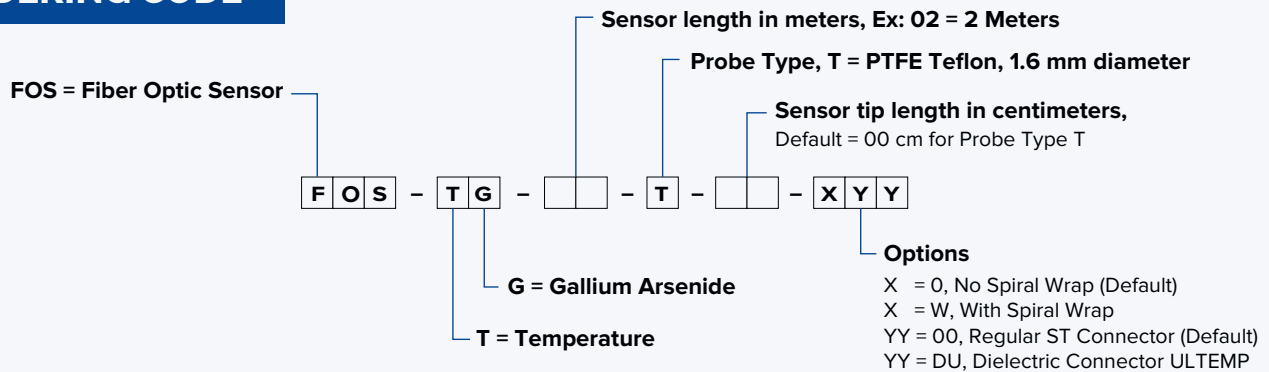 Sensor length in meters, Ex: 02 = 2 Meters
Probe Type, T = PTFE Teflon, 1.6 mm diameter
FOS = Fiber Optic Sensor
Sensor tip length in centimeters,
Default = 00 cm for Probe Type T
F O S – T G – – T – – X Y Y
Options
G = Gallium Arsenide
X = 0, No Spiral Wrap (Default)
X = W, With Spiral Wrap
T = Temperature
YY = 00, Regular ST Connector (Default)
YY = DU, Dielectric Connector ULTEMP